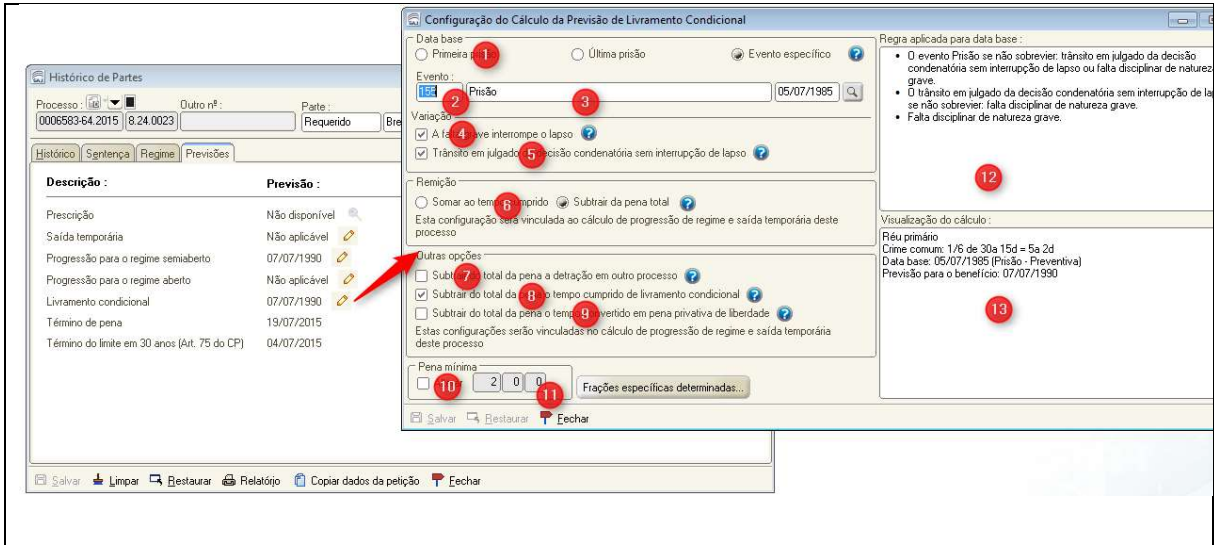 Configuração do Cálculo da Previsão de Livramento Condicional
Data base
Primeira
1
Última prisão
Evento específico
Evento :
155
Prisão
05/07/1985
2
3
Variação
4
A falta grave interrompe o lapso
Trânsito em julgado
5
decisão condenatória sem interrupção de lapso
Remição
Somar ao tempo
6
cumprido
Subtrair da pena total
Esta configuração será vinculada ao cálculo de progressão de regime e saída temporária deste
processo
Outras opções
7
total da pena a detração em outro processo
Subtrair do total da
8
o tempo cumprido de livramento condicional
Subtrair do total da pena o tempo
9
convertido em pena privativa de liberdade
Estas configurações serão vinculadas no cálculo de progressão de regime e saída temporária
deste processo
Pena mínima
10
2 0 0
11
Frações específicas determinadas...
Salvar Restaurar Fechar
Regra aplicada para data base :
• O evento Prisão se não sobrevier: trânsito em julgado da decisão
condenatória sem interrupção de lapso ou falta disciplinar de natureza
grave.
• O trânsito em julgado da decisão condenatória sem interrupção de
se não sobrevier: falta disciplinar de natureza grave.
• Falta disciplinar de natureza grave.
12
Visualização do cálculo :
Réu primário
Crime comum: 1/6 de 30a 15d = 5a 2d
Data base: 05/07/1985 (Prisão - Preventiva)
Previsão para o benefício: 07/07/1990
13
Histórico de Partes
Processo :
Outro nº :
Parte :
0006583-64.2015 8.24.0023
Requerido
Bre
Histórico Sentença Regime Previsões
Descrição : Previsão :
Prescrição Não disponível
Saída temporária Não aplicável
Progressão para o regime semiaberto 07/07/1990
Progressão para o regime aberto Não aplicável
Livramento condicional 07/07/1990
Término de pena 19/07/2015
Término do limite em 30 anos (Art. 75 do CP) 04/07/2015
Salvar Limpar Restaurar Relatório Copiar dados da petição Fechar